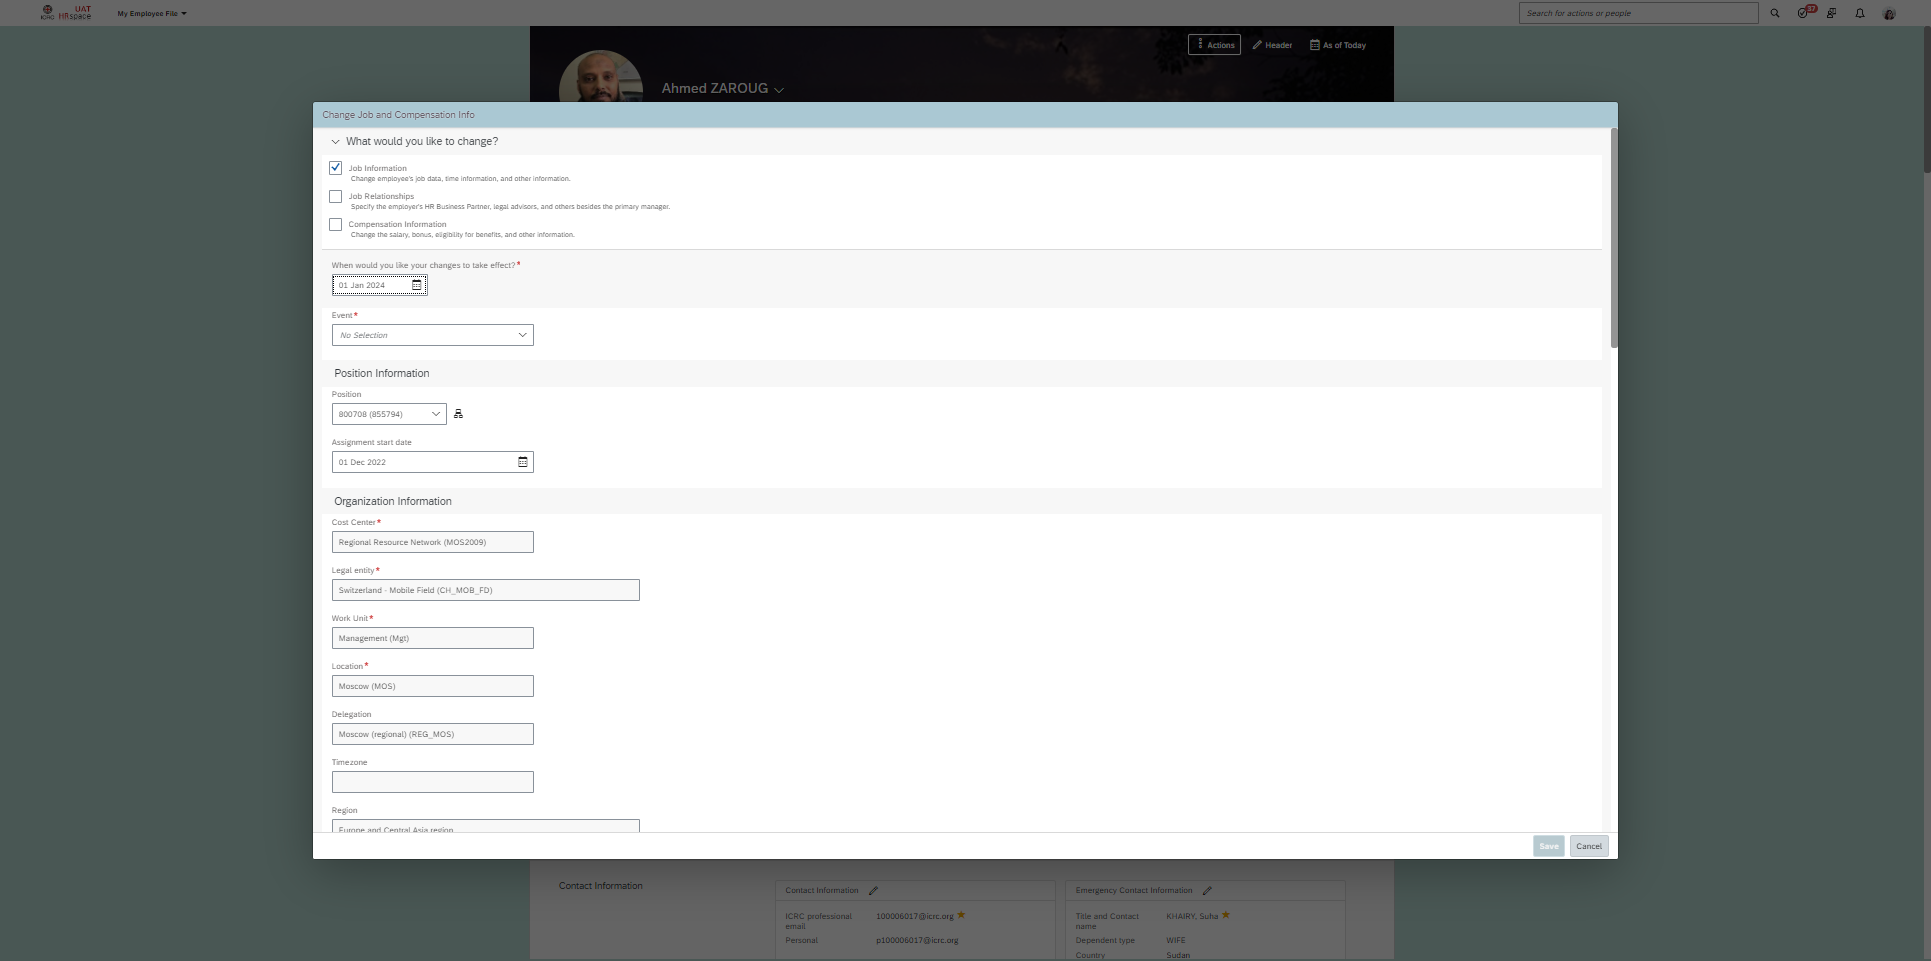 ICRC UAT HRspace
My Employee File
Search for actions or people
37
Actions
Header
As of Today
Ahmed ZAROUG
Change Job and Compensation Info
What would you like to change?
Job Information
Change employee's job data, time information, and other information.
Job Relationships
Specify the employer's HR Business Partner, legal advisors, and others besides the primary manager.
Compensation Information
Change the salary, bonus, eligibility for benefits, and other information.
When would you like your changes to take effect?*
01 Jan 2024
Event*
No Selection
Position Information
Position
800708 (855794)
Assignment start date
01 Dec 2022
Organization Information
Cost Center*
Regional Resource Network (MOS2009)
Legal entity*
Switzerland - Mobile Field (CH_MOB_FD)
Work Unit*
Management (Mgt)
Location*
Moscow (MOS)
Delegation
Moscow (regional) (REG_MOS)
Timezone
Region
Europe and Central Asia region
Save
Cancel
Contact Information
Contact Information
ICRC professional email
100006017@icrc.org
Personal
p100006017@icrc.org
Emergency Contact Information
Title and Contact name
KHAIRY, Suha
Dependent type
WIFE
Country
Sudan